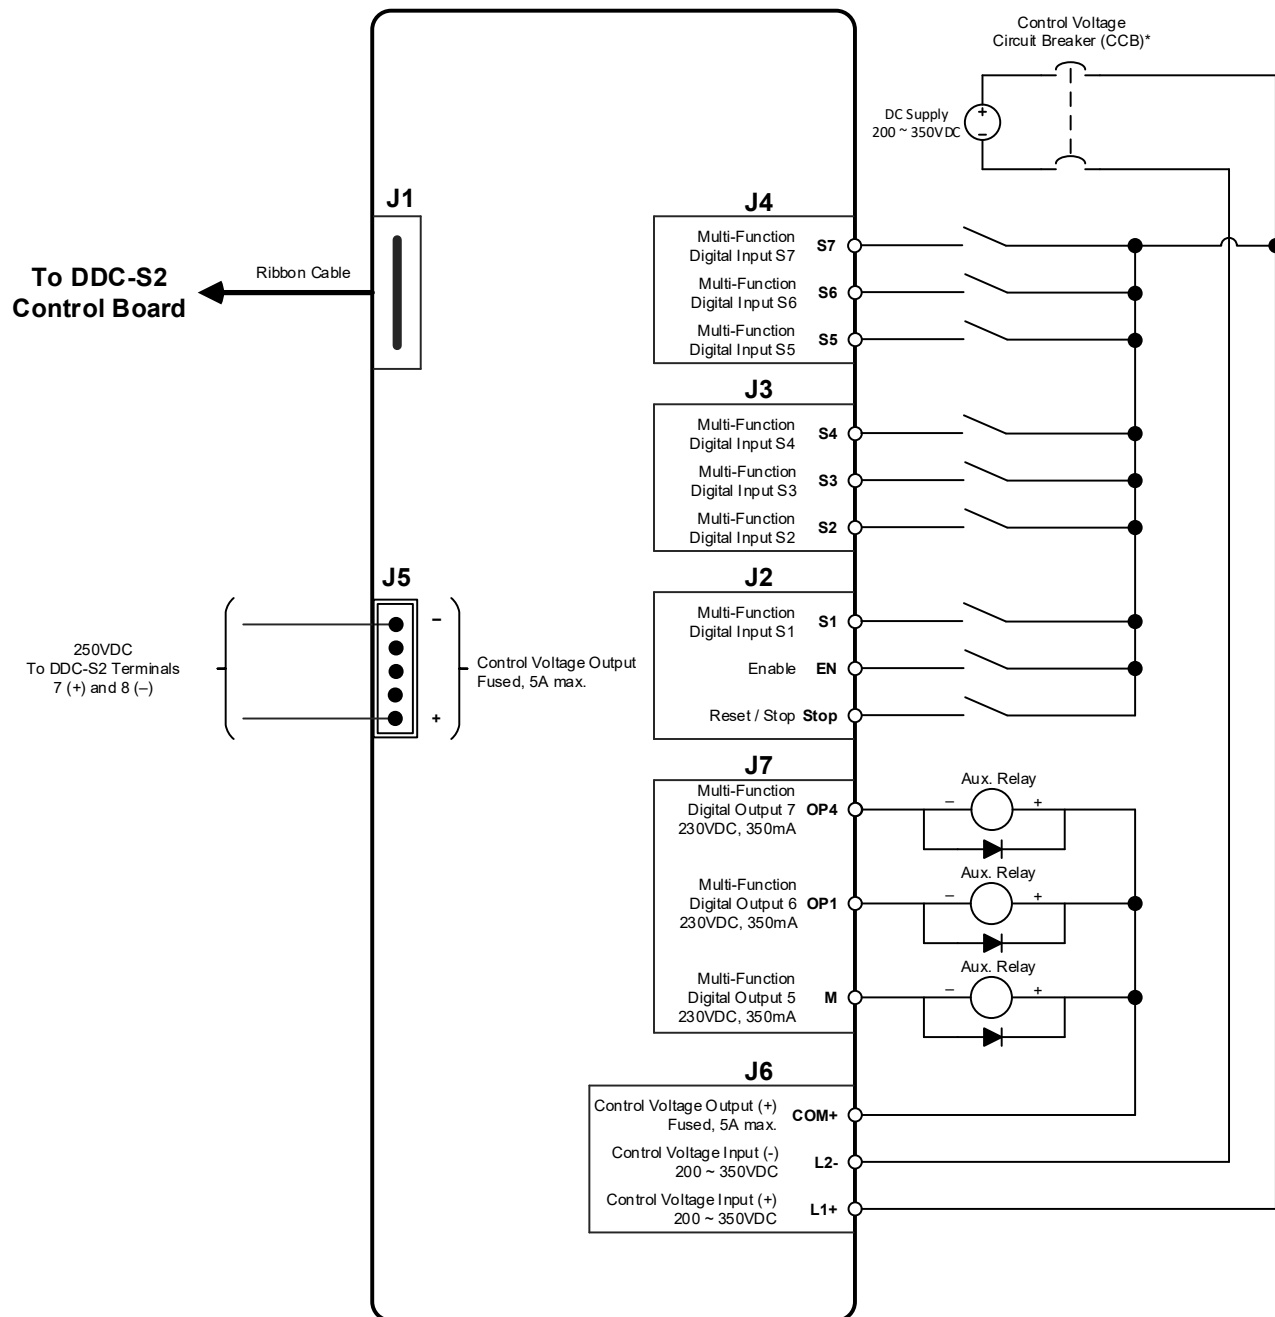 Control Voltage
Circuit Breaker (CCB)*
DC Supply
200 ~ 350VDC
+
−
J1
To DDC-S2
Control Board
Ribbon Cable
J4
Multi-Function
Digital Input S7
S7
Multi-Function
Digital Input S6
S6
Multi-Function
Digital Input S5
S5
J3
Multi-Function
Digital Input S4
S4
Multi-Function
Digital Input S3
S3
Multi-Function
Digital Input S2
S2
J5
250VDC
To DDC-S2 Terminals
7 (+) and 8 (−)
−
+
Control Voltage Output
Fused, 5A max.
J2
Multi-Function
Digital Input S1
S1
Enable EN
Reset / Stop Stop
J7
Multi-Function
Digital Output 7
230VDC, 350mA
OP4
Aux. Relay
− +
Multi-Function
Digital Output 6
230VDC, 350mA
OP1
Aux. Relay
− +
Multi-Function
Digital Output 5
230VDC, 350mA
M
Aux. Relay
− +
J6
Control Voltage Output (+)
Fused, 5A max.
COM+
Control Voltage Input (-)
200 ~ 350VDC
L2-
Control Voltage Input (+)
200 ~ 350VDC
L1+